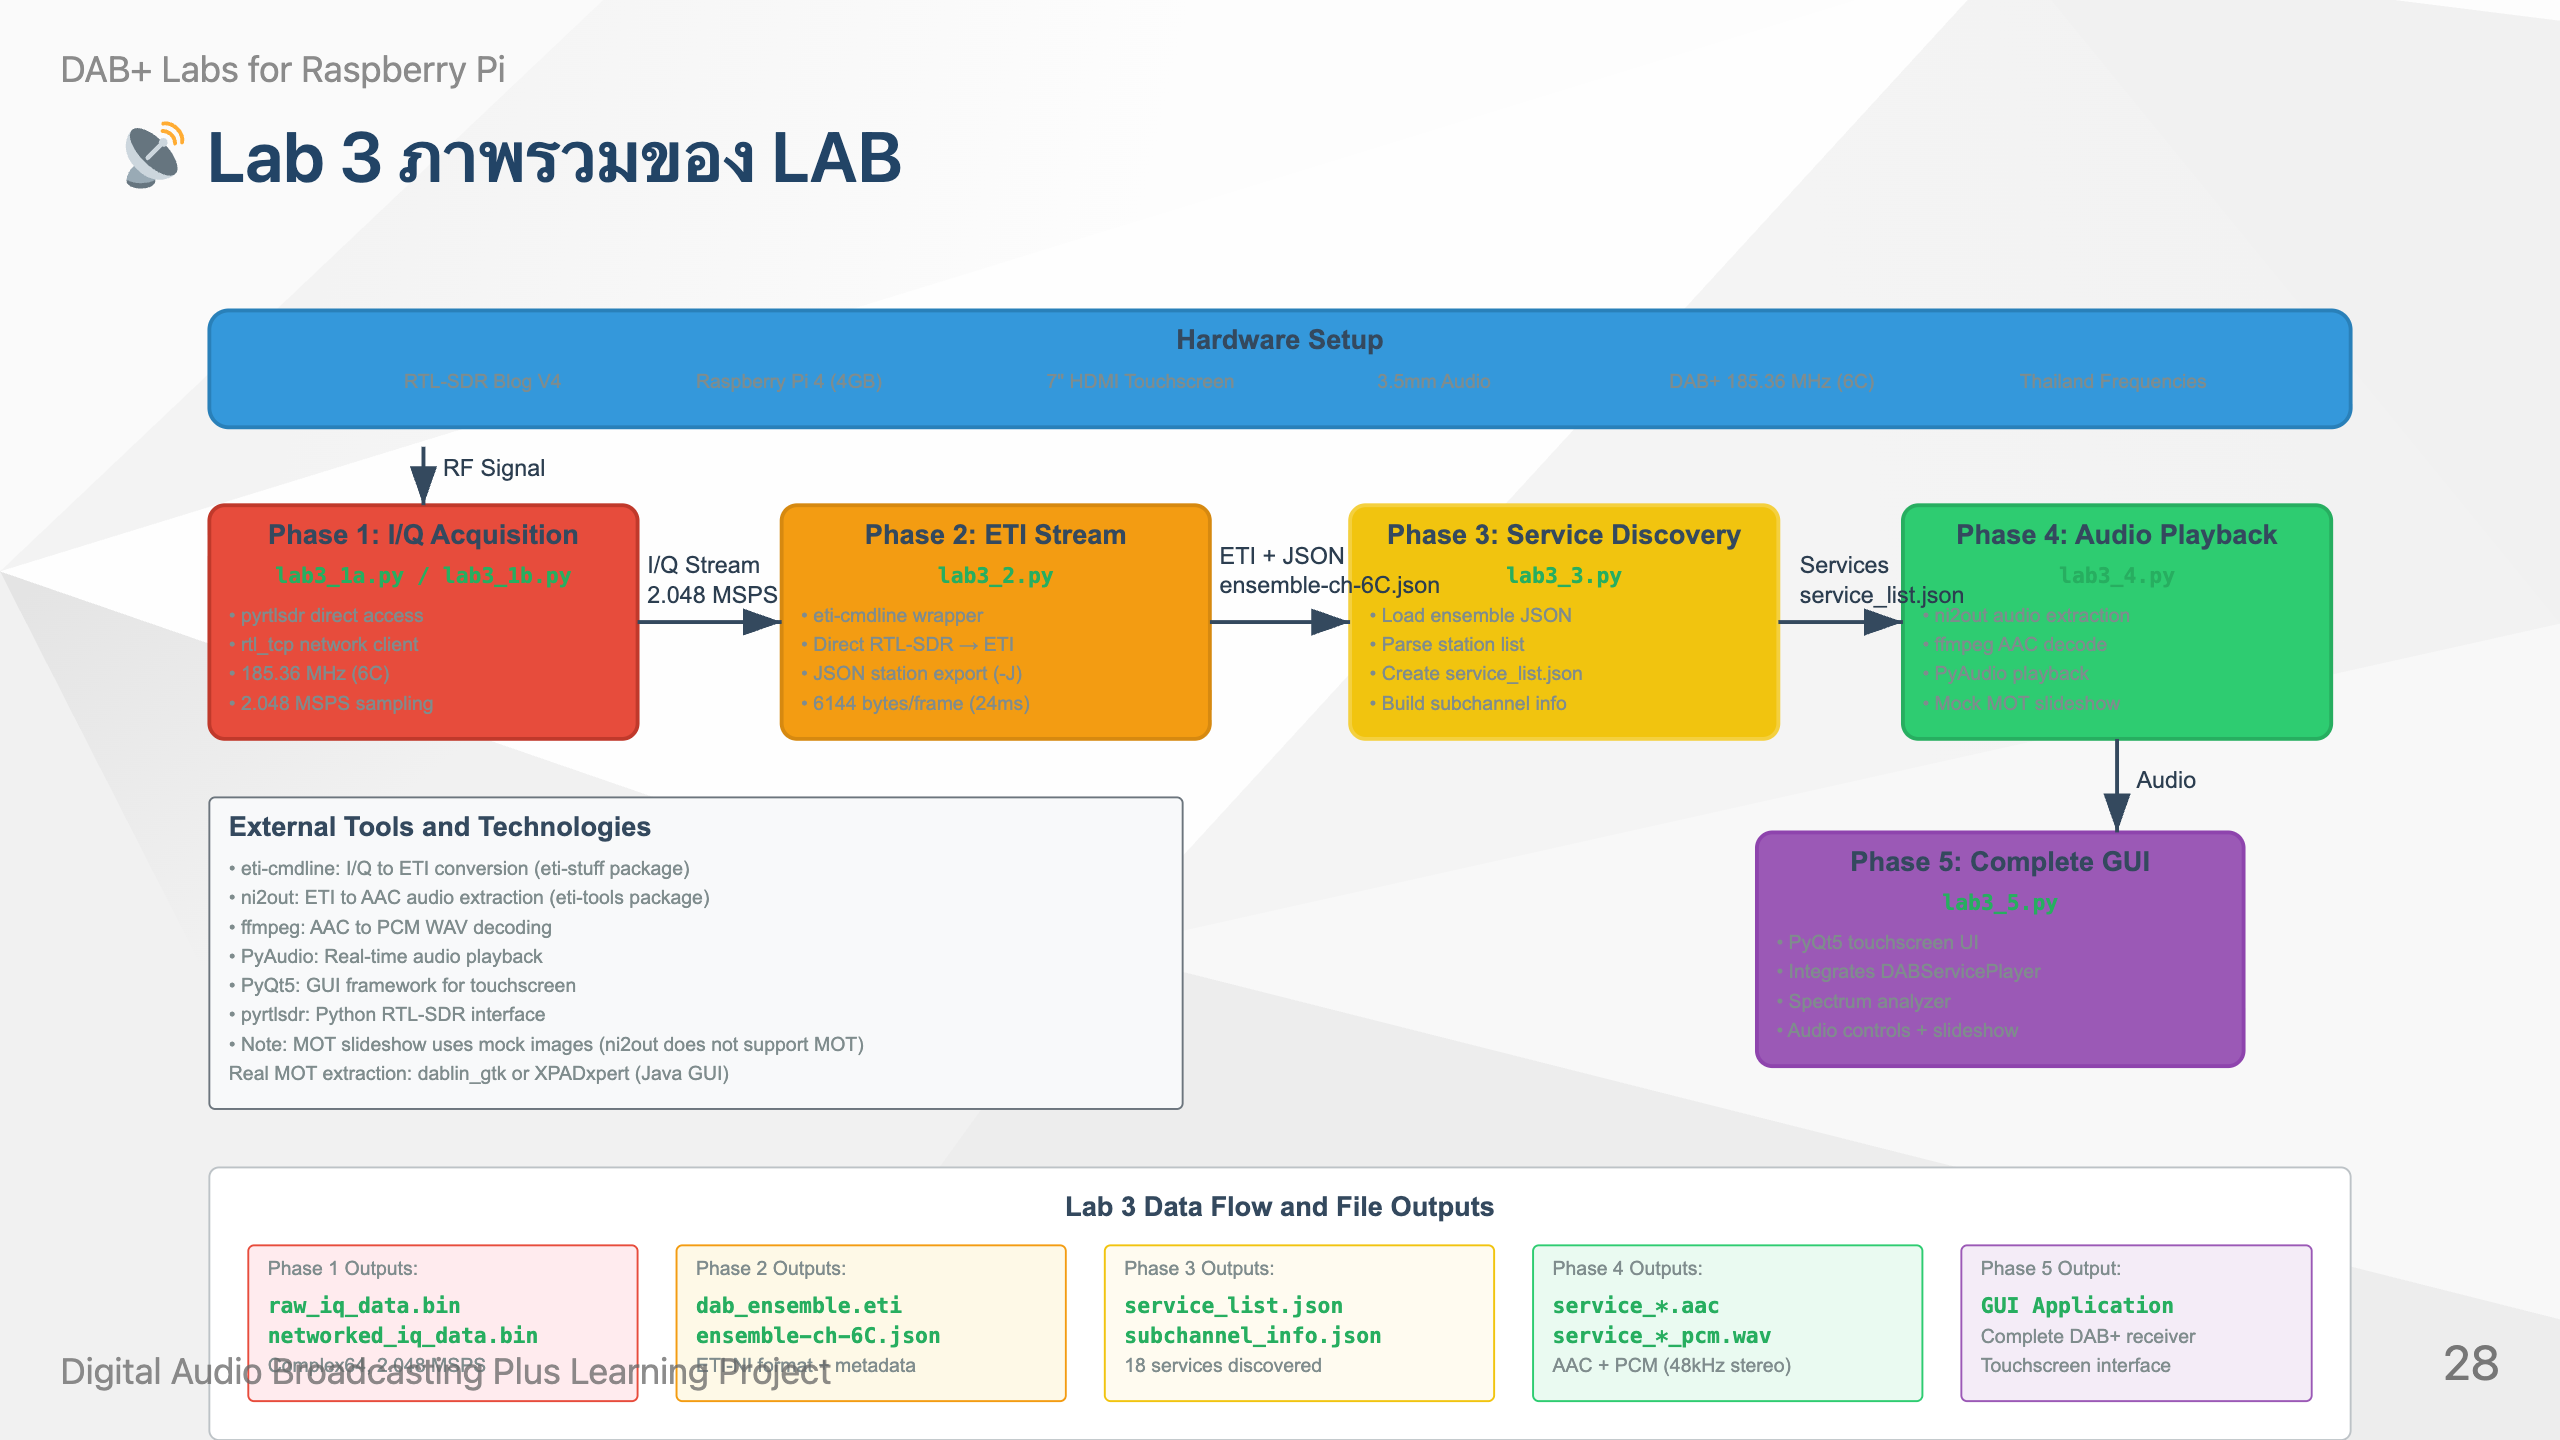 DAB+ Labs for Raspberry Pi
Lab 3 ภาพรวมของ LAB
Hardware Setup
RTL-SDR Blog V4
Raspberry Pi 4 (4GB)
7" HDMI Touchscreen
3.5mm Audio
DAB+ 185.36 MHz (6C)
Thailand Frequencies
RF Signal
Phase 1: I/Q Acquisition
lab3_1a.py / lab3_1b.py
• pyrtlsdr direct access
• rtl_tcp network client
• 185.36 MHz (6C)
• 2.048 MSPS sampling
I/Q Stream
2.048 MSPS
Phase 2: ETI Stream
lab3_2.py
• eti-cmdline wrapper
• Direct RTL-SDR → ETI
• JSON station export (-J)
• 6144 bytes/frame (24ms)
ETI + JSON
ensemble-ch-6C.json
Phase 3: Service Discovery
lab3_3.py
• Load ensemble JSON
• Parse station list
• Create service_list.json
• Build subchannel info
Services
service_list.json
Phase 4: Audio Playback
lab3_4.py
• ni2out audio extraction
• ffmpeg AAC decode
• PyAudio playback
• Mock MOT slideshow
Audio
Phase 5: Complete GUI
lab3_5.py
• PyQt5 touchscreen UI
• Integrates DABServicePlayer
• Spectrum analyzer
• Audio controls + slideshow
External Tools and Technologies
• eti-cmdline: I/Q to ETI conversion (eti-stuff package)
• ni2out: ETI to AAC audio extraction (eti-tools package)
• ffmpeg: AAC to PCM WAV decoding
• PyAudio: Real-time audio playback
• PyQt5: GUI framework for touchscreen
• pyrtlsdr: Python RTL-SDR interface
• Note: MOT slideshow uses mock images (ni2out does not support MOT)
Real MOT extraction: dablin_gtk or XPADxpert (Java GUI)
Lab 3 Data Flow and File Outputs
Phase 1 Outputs:
raw_iq_data.bin
networked_iq_data.bin
Complex64, 2.048 MSPS
Phase 2 Outputs:
dab_ensemble.eti
ensemble-ch-6C.json
ETI-NI format + metadata
Phase 3 Outputs:
service_list.json
subchannel_info.json
18 services discovered
Phase 4 Outputs:
service_*.aac
service_*_pcm.wav
AAC + PCM (48kHz stereo)
Phase 5 Output:
GUI Application
Complete DAB+ receiver
Touchscreen interface
Digital Audio Broadcasting Plus Learning Project
28